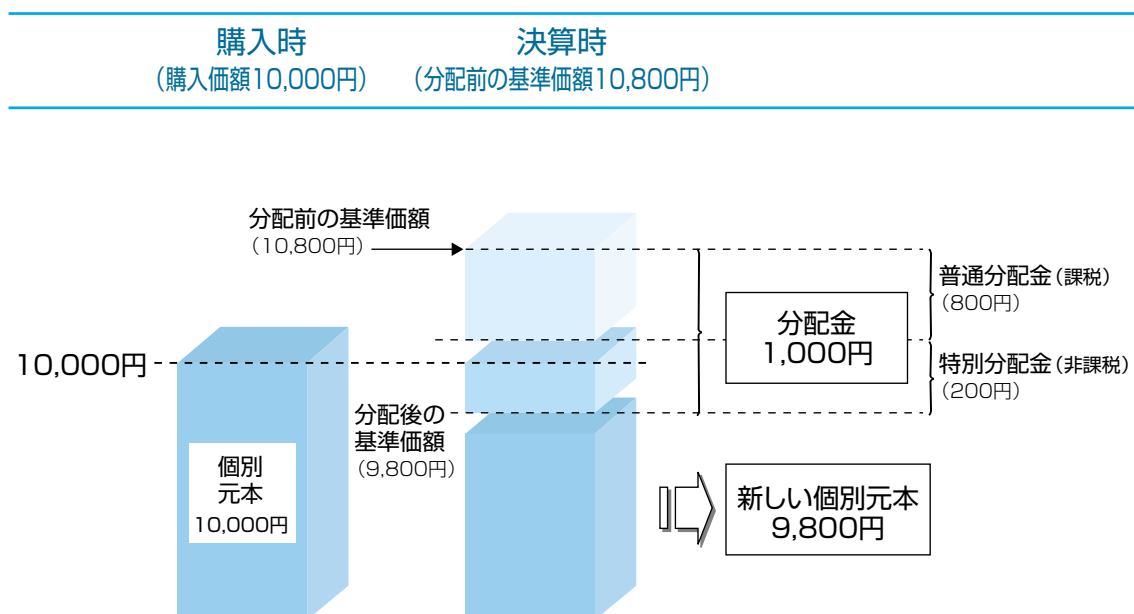 購入時
（購入価額10,000円）
決算時
（分配前の基準価額10,800円）
分配前の基準価額
（10,800円）
普通分配金（課税）
（800円）
分配金
1,000円
10,000円
特別分配金（非課税）
（200円）
分配後の
基準価額
（9,800円）
個別
元本
10,000円
新しい個別元本
9,800円